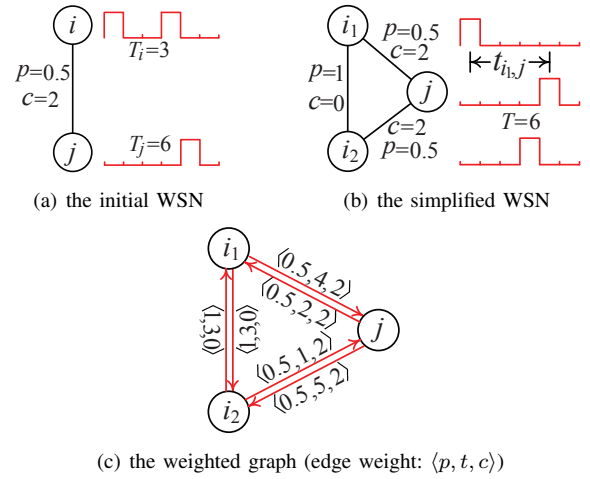 i
T_i=3
p=0.5
c=2
j
T_j=6
(a) the initial WSN
i_1
p=0.5
c=2
p=1
c=0
j
t_{i_1,j}
c=2
T=6
i_2
p=0.5
(b) the simplified WSN
i_1
⟨0.5,4,2⟩
⟨0.5,2,2⟩
⟨1,3,0⟩
⟨1,3,0⟩
j
⟨0.5,1,2⟩
⟨0.5,5,2⟩
i_2
(c) the weighted graph (edge weight: ⟨p, t, c⟩)